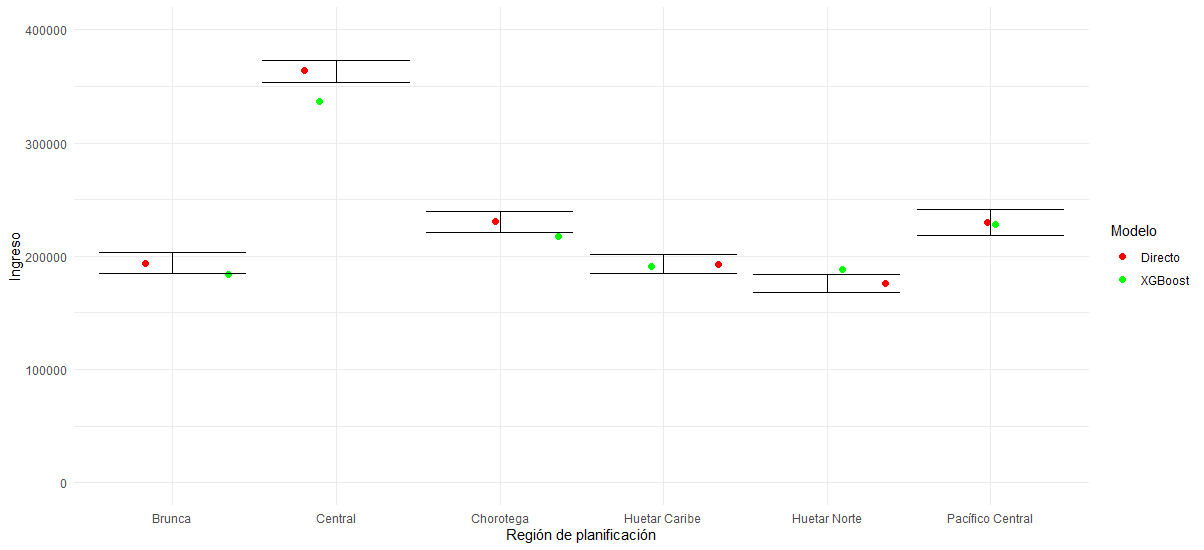 400000
300000
200000
100000
0
Ingreso
Brunca
Central
Chorotega
Huetar Caribe
Huetar Norte
Pacífico Central
Región de planificación
Modelo
Directo
XGBoost